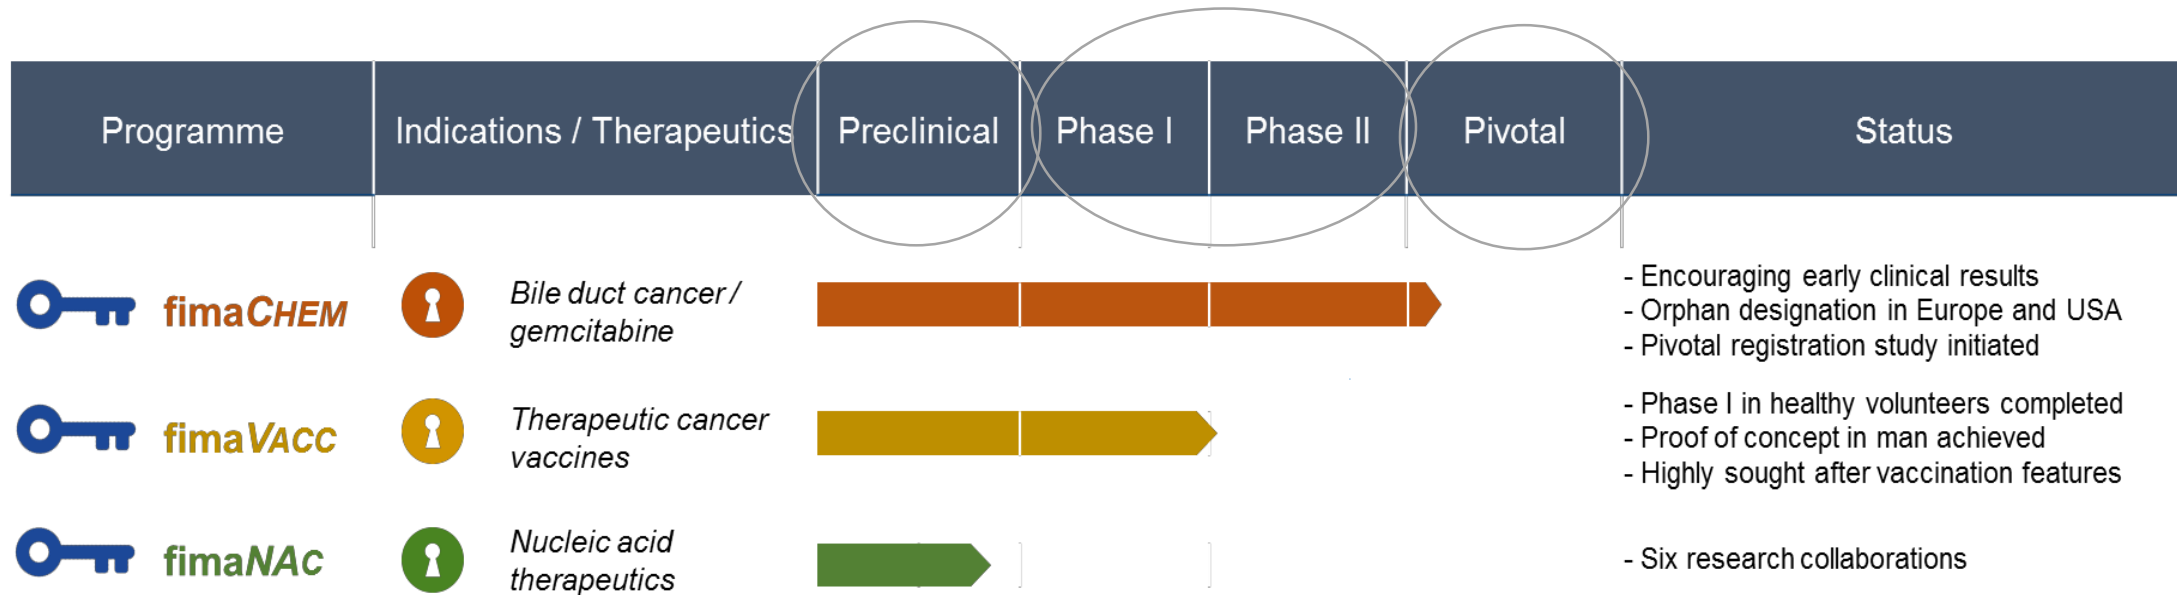 Programme
Indications / Therapeutics
Preclinical
Phase I
Phase II
Pivotal
Status
fimaCHEM
Bile duct cancer /
gemcitabine
- Encouraging early clinical results
- Orphan designation in Europe and USA
- Pivotal registration study initiated
fimaVACC
Therapeutic cancer
vaccines
- Phase I in healthy volunteers completed
- Proof of concept in man achieved
- Highly sought after vaccination features
fimaNAC
Nucleic acid
therapeutics
- Six research collaborations